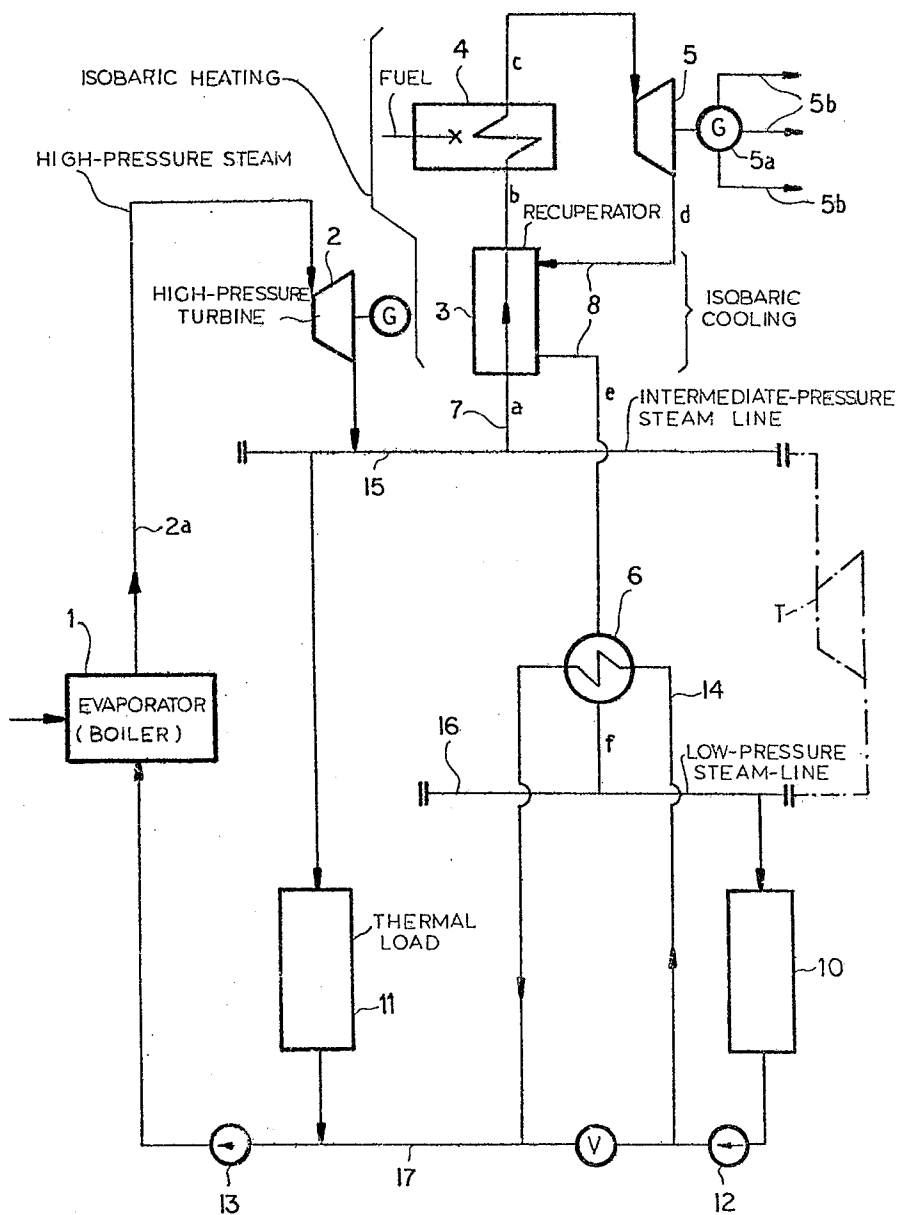 4
c
5
ISOBARIC HEATING
FUEL
5b
G
5a
HIGH-PRESSURE STEAM
b
5b
RECUPERATOR
d
2
HIGH-PRESSURE
TURBINE
G
3
8
ISOBARIC
COOLING
7
a
e
INTERMEDIATE-PRESSURE
STEAM LINE
15
2a
6
T
1
EVAPORATOR
(BOILER)
14
16
f
LOW-PRESSURE
STEAM-LINE
THERMAL
LOAD
10
11
V
13
17
12